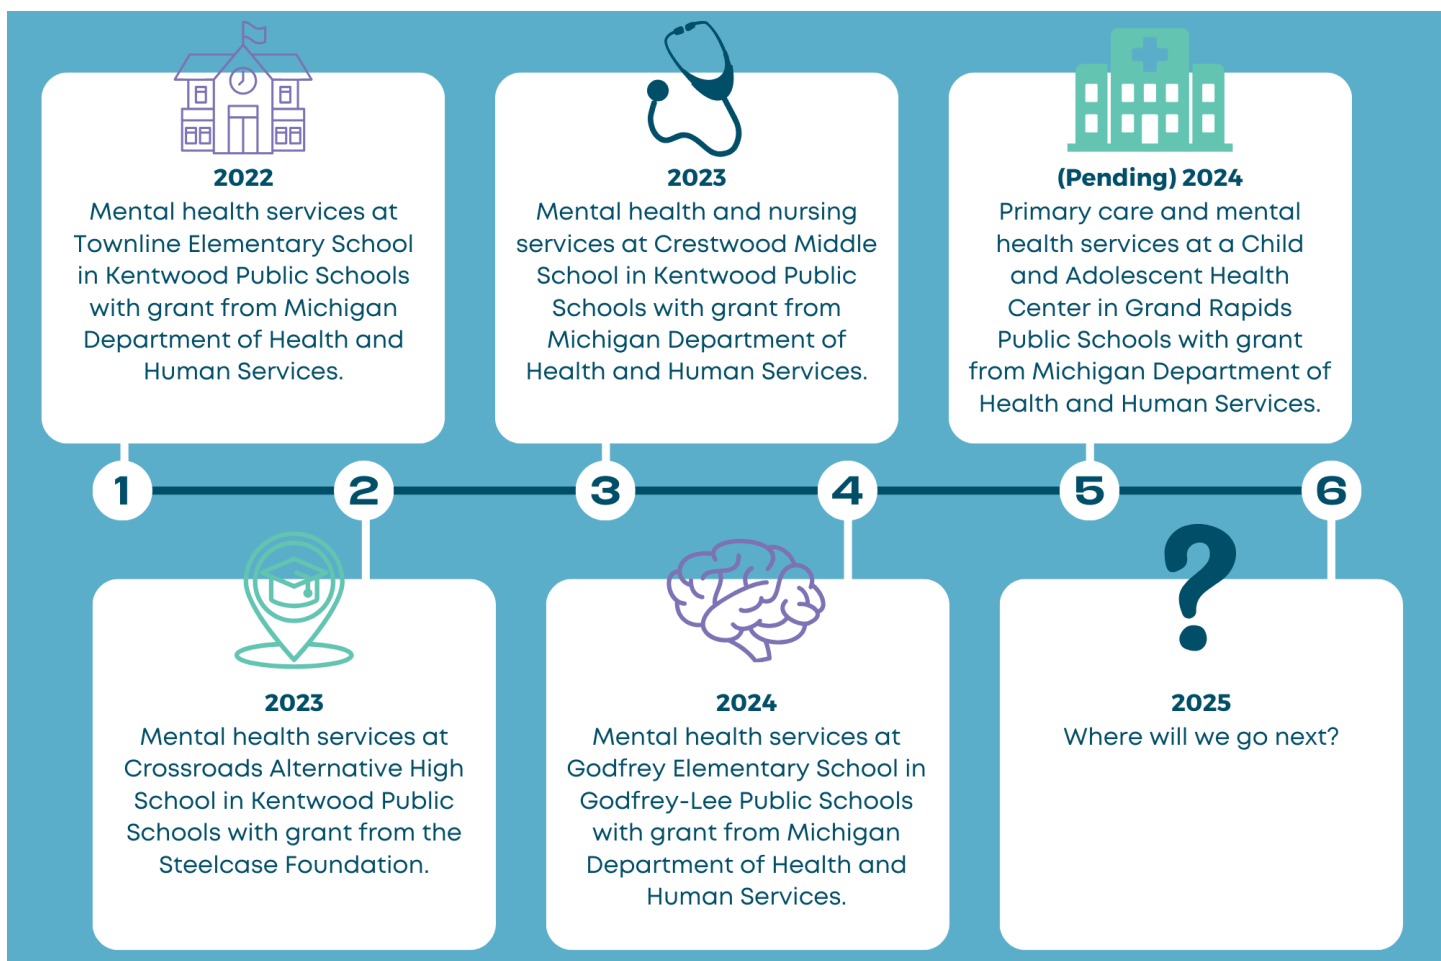 2022
Mental health services at
Townline Elementary School
in Kentwood Public Schools
with grant from Michigan
Department of Health and
Human Services.
2023
Mental health and nursing
services at Crestwood Middle
School in Kentwood Public
Schools with grant from
Michigan Department of
Health and Human Services.
(Pending) 2024
Primary care and mental
health services at a Child
and Adolescent Health
Center in Grand Rapids
Public Schools with grant
from Michigan Department of
Health and Human Services.
1 2 3 4 5 6
2023
Mental health services at
Crossroads Alternative High
School in Kentwood Public
Schools with grant from the
Steelcase Foundation.
2024
Mental health services at
Godfrey Elementary School in
Godfrey-Lee Public Schools
with grant from Michigan
Department of Health and
Human Services.
?
2025
Where will we go next?